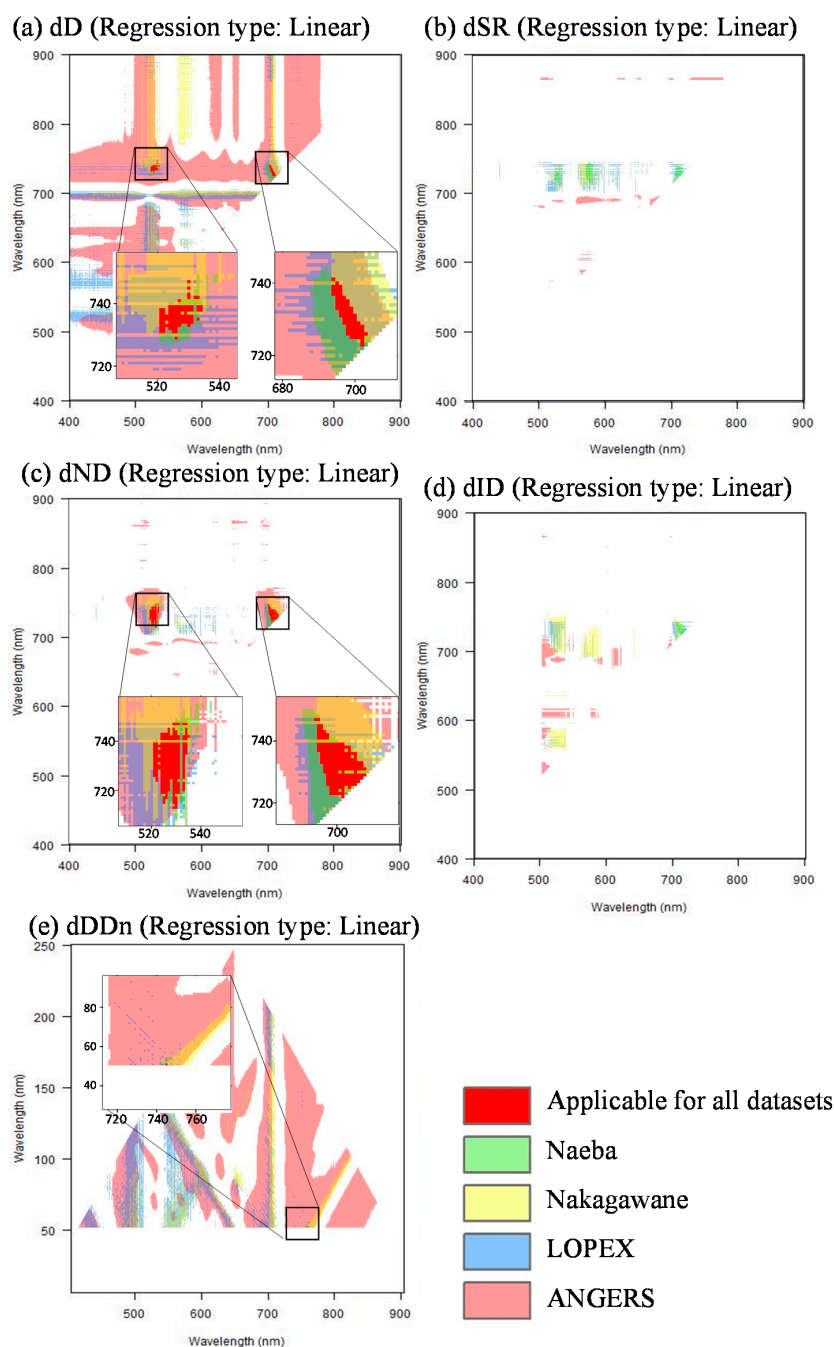 (a) dD (Regression type: Linear)
(b) dSR (Regression type: Linear)
900
800
700
600
500
400
Wavelength (nm)
400 500 600 700 800 900
Wavelength (nm)
740
720
520 540
740
720
680 700
900
800
700
600
500
400
Wavelength (nm)
400 500 600 700 800 900
Wavelength (nm)
(c) dND (Regression type: Linear)
(d) dID (Regression type: Linear)
900
800
700
600
500
400
Wavelength (nm)
400 500 600 700 800 900
Wavelength (nm)
740
720
520 540
740
720
700
900
800
700
600
500
400
Wavelength (nm)
400 500 600 700 800 900
Wavelength (nm)
(e) dDDn (Regression type: Linear)
250
200
150
100
50
Wavelength (nm)
400 500 600 700 800 900
Wavelength (nm)
80
60
40
720 740 760
Applicable for all datasets
Naeba
Nakagawane
LOPEX
ANGERS